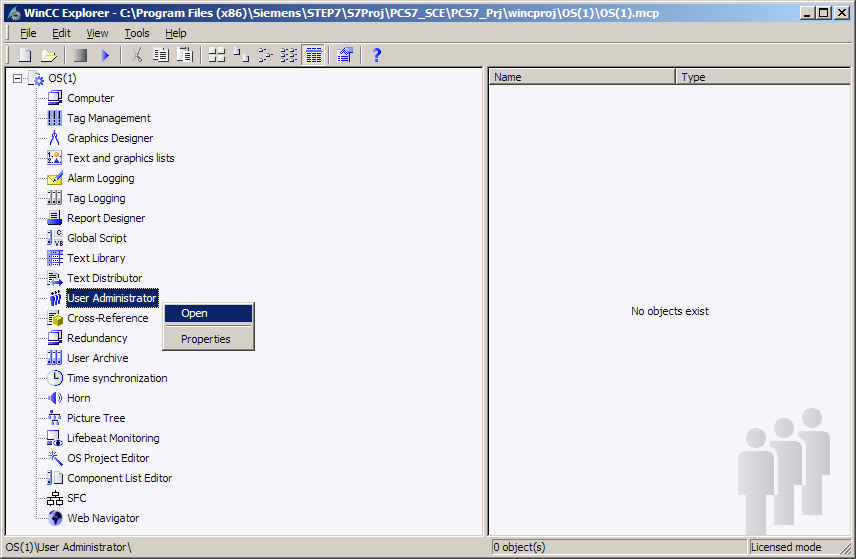 WinCC Explorer - C:\Program Files (x86)\Siemens\STEP7\S7Proj\PCS7_SCE\PCS7_Prj\wincproj\OS(1)\OS(1).mcp
File Edit View Tools Help
OS(1)
Computer
Tag Management
Graphics Designer
Text and graphics lists
Alarm Logging
Tag Logging
Report Designer
Global Script
Text Library
Text Distributor
User Administrator
Cross-Reference
Redundancy
User Archive
Time synchronization
Horn
Picture Tree
Lifebeat Monitoring
OS Project Editor
Component List Editor
SFC
Web Navigator
Open
Properties
Name Type
No objects exist
OS(1)\User Administrator\ 0 object(s) Licensed mode